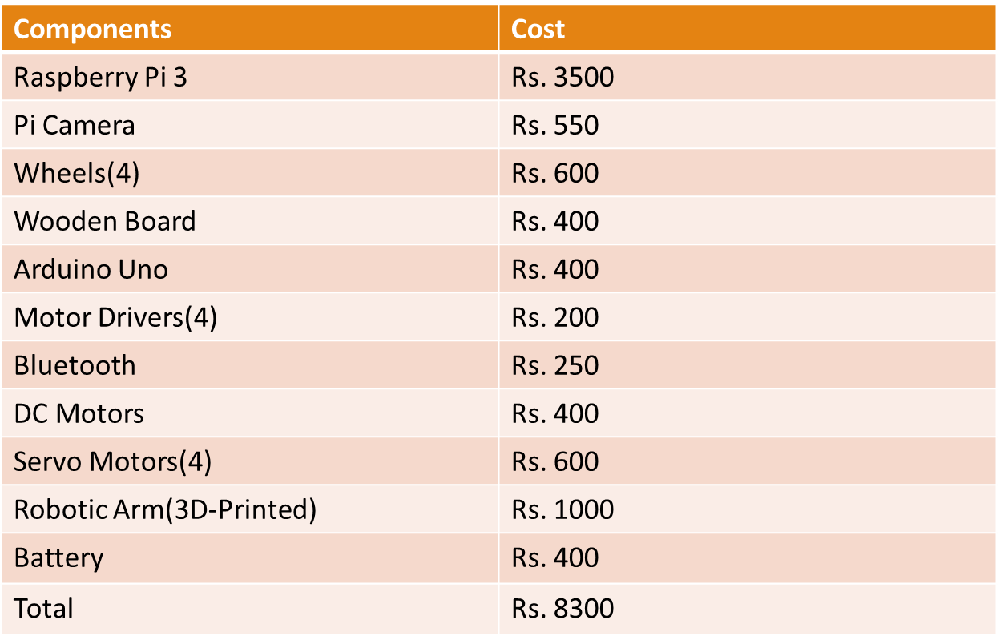 Components Cost
Raspberry Pi 3 Rs. 3500
Pi Camera Rs. 550
Wheels(4) Rs. 600
Wooden Board Rs. 400
Arduino Uno Rs. 400
Motor Drivers(4) Rs. 200
Bluetooth Rs. 250
DC Motors Rs. 400
Servo Motors(4) Rs. 600
Robotic Arm(3D-Printed) Rs. 1000
Battery Rs. 400
Total Rs. 8300